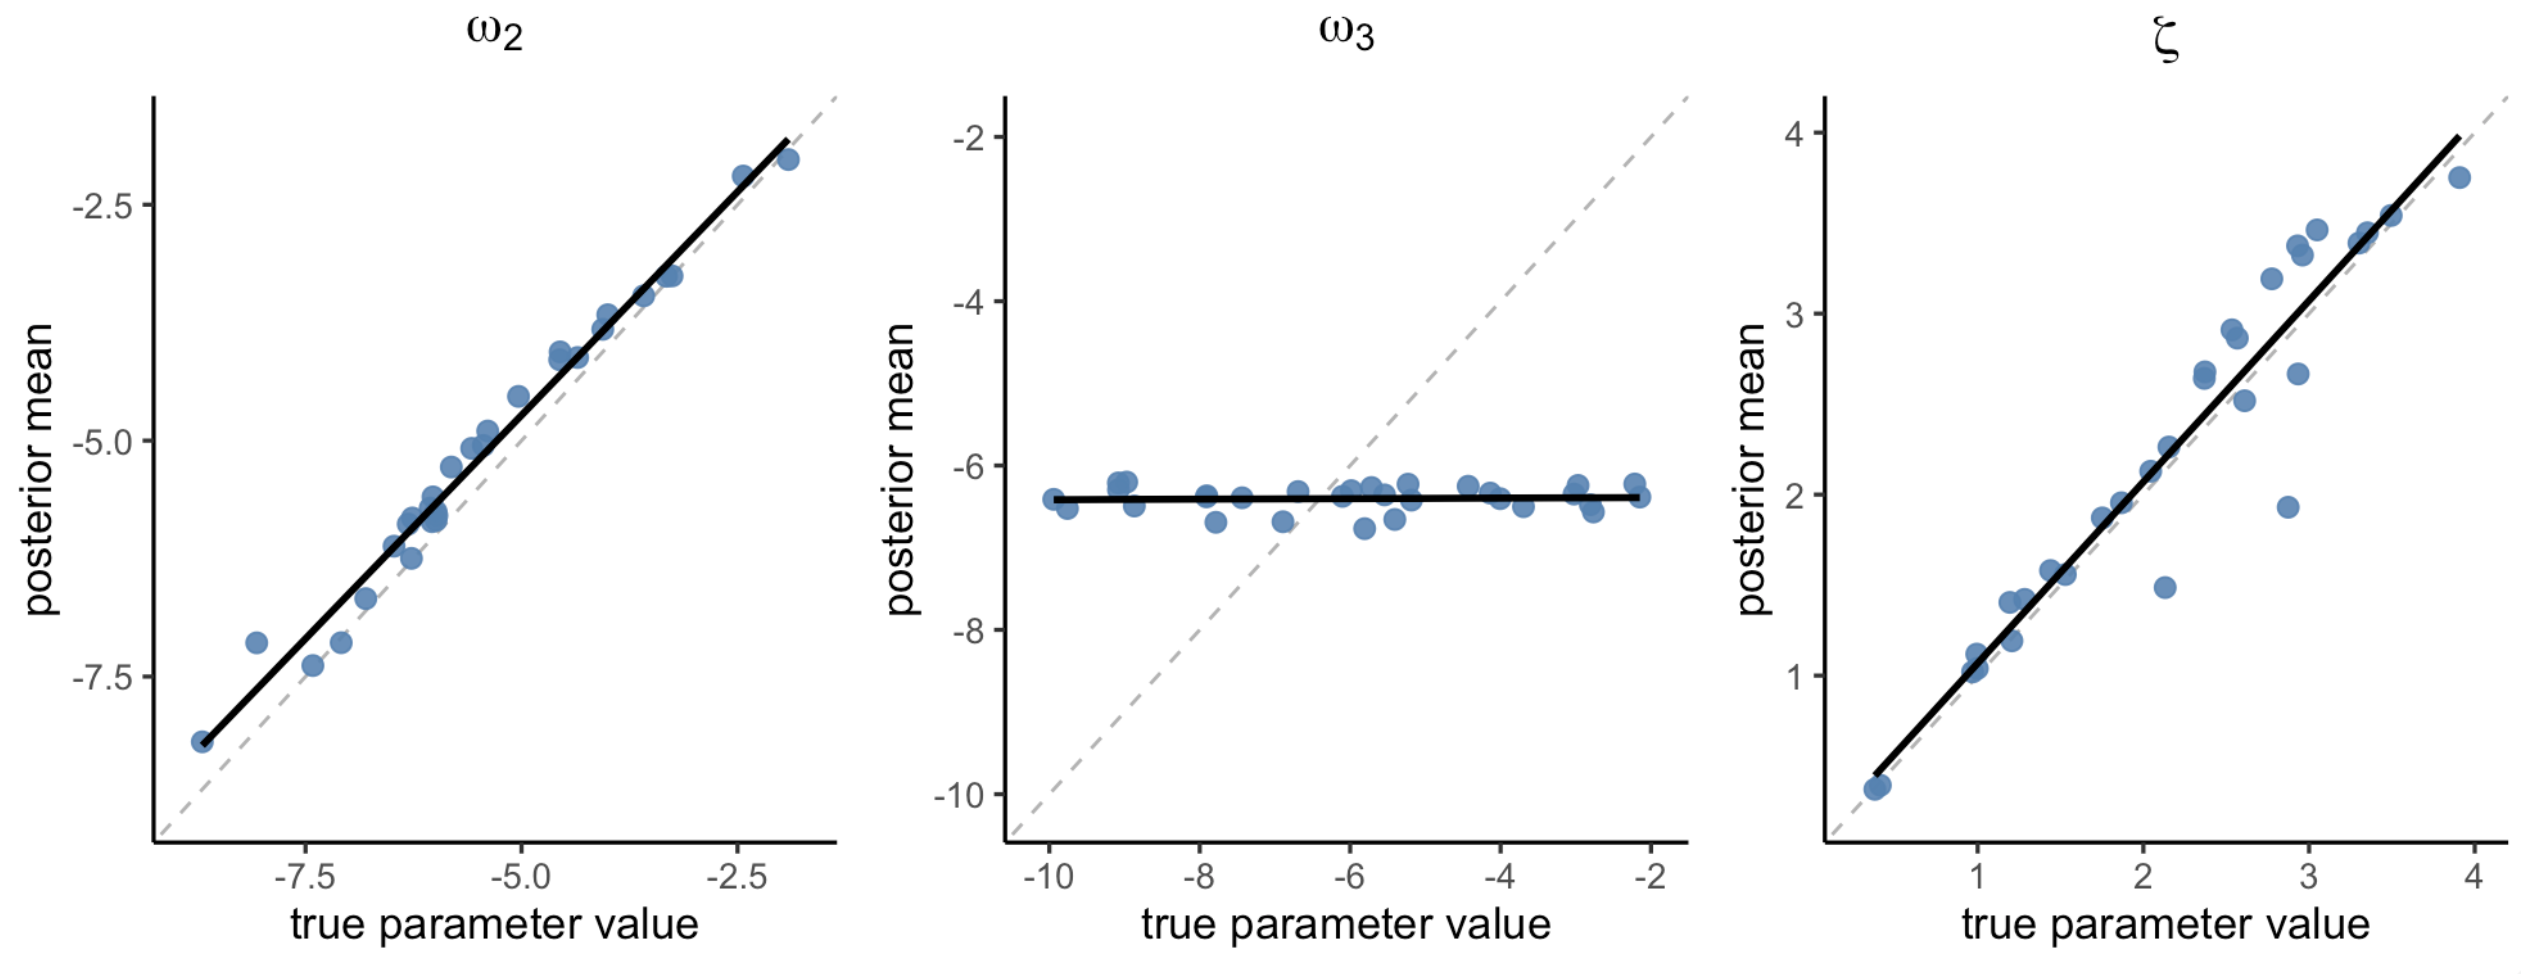 ω2
posterior mean
-2.5
-5.0
-7.5
-7.5 -5.0 -2.5
true parameter value
ω3
posterior mean
-2
-4
-6
-8
-10
-10 -8 -6 -4 -2
true parameter value
ζ
posterior mean
4
3
2
1
1 2 3 4
true parameter value